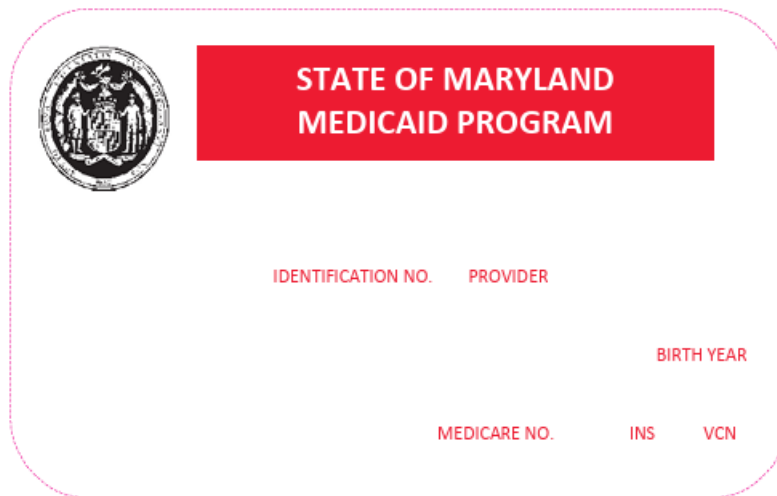 STATE OF MARYLAND
MEDICAID PROGRAM
IDENTIFICATION NO. PROVIDER
BIRTH YEAR
MEDICARE NO. INS VCN